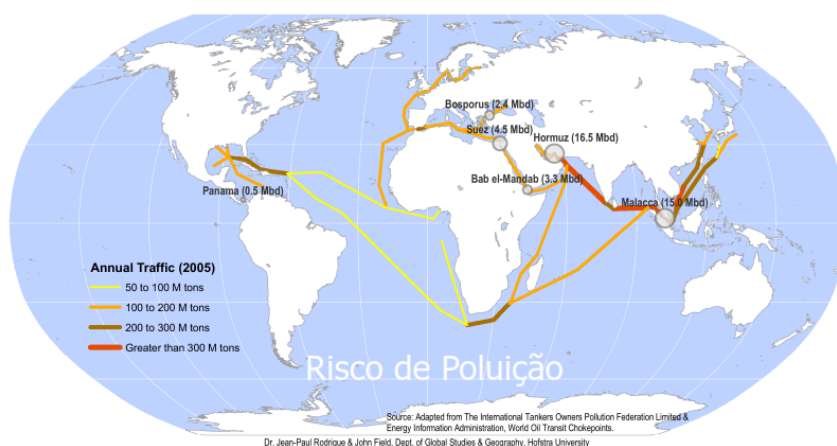 Bosporus (2.4 Mbd)
Suez (4.5 Mbd)
Hormuz (16.5 Mbd)
Bab el-Mandab (3.3 Mbd)
Panama (0.5 Mbd)
Malacca (15.0 Mbd)
Annual Traffic (2005)
50 to 100 M tons
100 to 200 M tons
200 to 300 M tons
Greater than 300 M tons
Risco de Poluição
Source: Adapted from The International Tankers Owners Pollution Federation Limited &
Energy Information Administration, World Oil Transit Chokepoints.
Dr. Jean-Paul Rodrigue & John Field, Dept. of Global Studies & Geography, Hofstra University